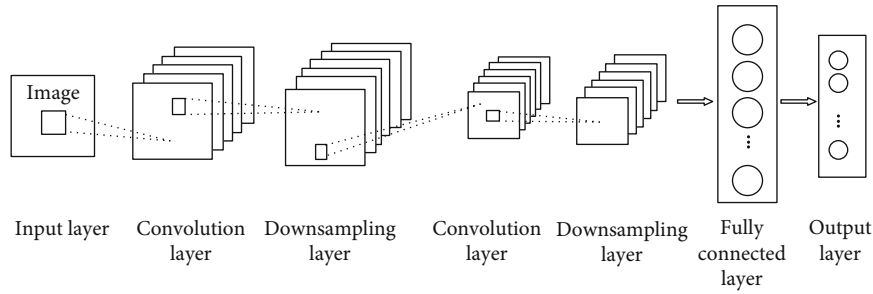 Image
Input layer
Convolution
layer
Downsampling
layer
Convolution
layer
Downsampling
layer
Fully
connected
layer
Output
layer